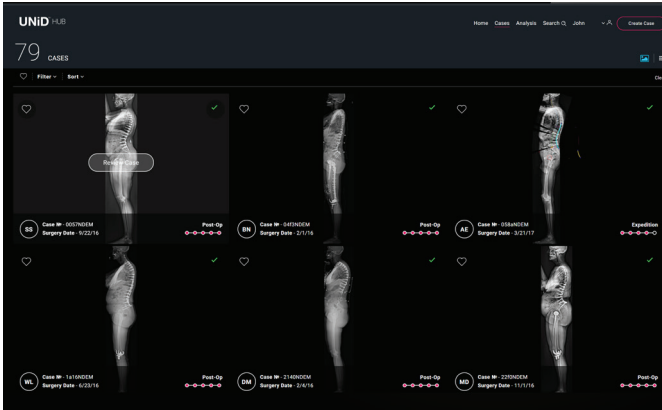 UNiD HUB
Home Cases Analysis Search John Create Case
79 CASES
Filter Sort
Review Case
SS Case № - 0057NDEM Post-Op
Surgery Date - 9/22/16
BN Case № - 04f3NDEM Post-Op
Surgery Date - 2/1/16
AE Case № - 058aNDEM Expedition
Surgery Date - 3/21/17
WL Case № - 1a16NDEM Post-Op
Surgery Date - 6/23/16
DM Case № - 2140NDEM Post-Op
Surgery Date - 2/4/16
MD Case № - 22f0NDEM Post-Op
Surgery Date - 11/1/16